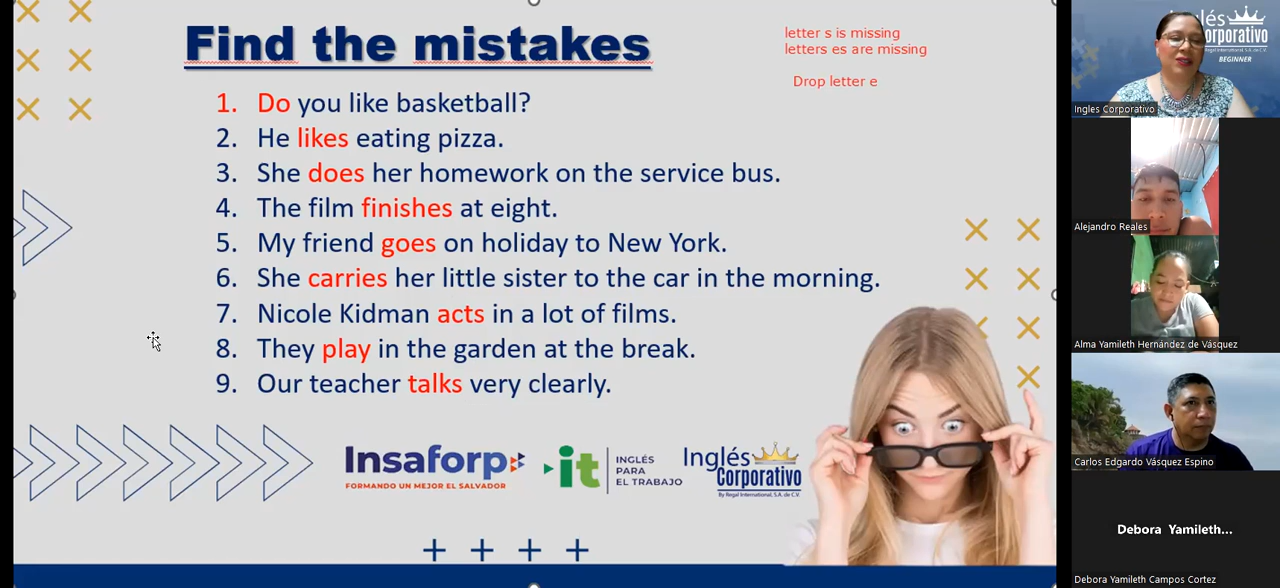 Find the mistakes
letter s is missing
letters es are missing
Drop letter e
1. Do you like basketball?
2. He likes eating pizza.
3. She does her homework on the service bus.
4. The film finishes at eight.
5. My friend goes on holiday to New York.
6. She carries her little sister to the car in the morning.
7. Nicole Kidman acts in a lot of films.
8. They play in the garden at the break.
9. Our teacher talks very clearly.
Insaforp
FORMANDO UN MEJOR EL SALVADOR
it
INGLÉS
PARA
EL TRABAJO
Inglés
Corporativo
By Regal International, S.A. de C.V.
lés
orporativo
Regal International S.A. de C.V.
BEGINNER
Ingles Corporativo
Alejandro Reales
Alma Yamileth Hernández de Vásquez
Carlos Edgardo Vásquez Espino
Debora Yamileth...
Debora Yamileth Campos Cortez